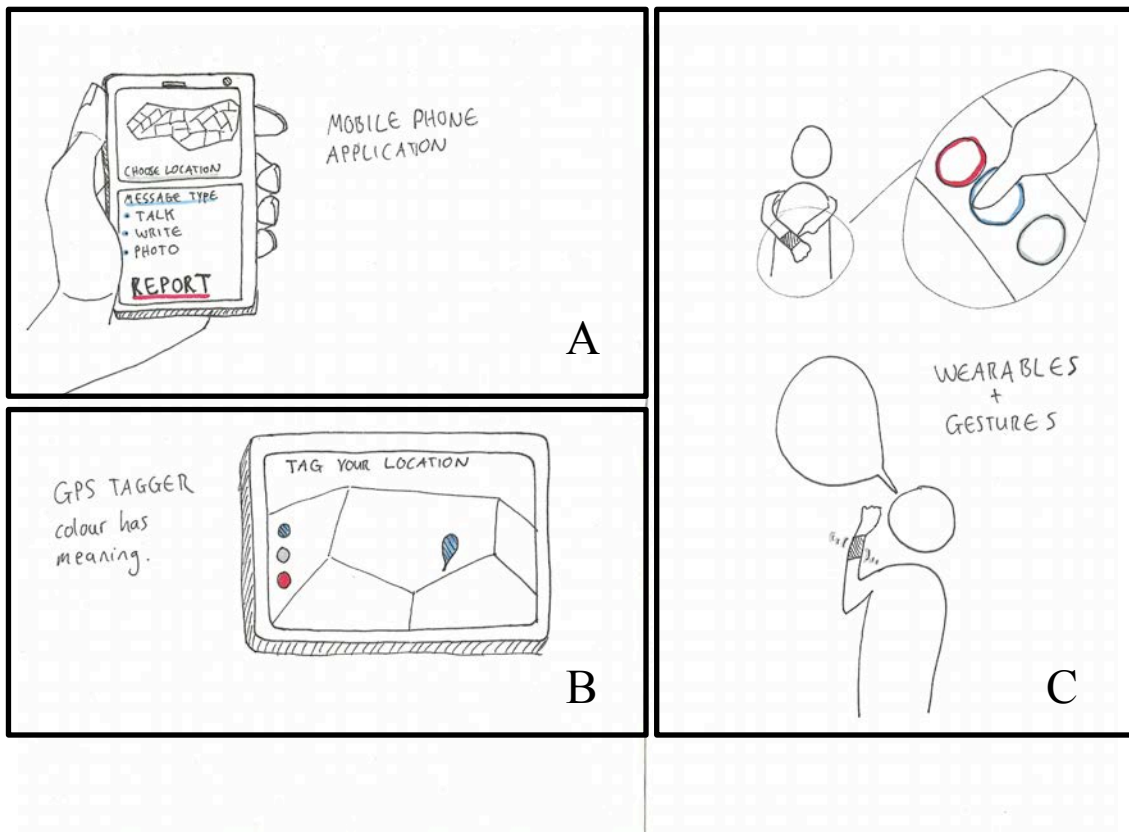 MOBILE PHONE
APPLICATION
CHOOSE LOCATION
MESSAGE TYPE
• TALK
• WRITE
• PHOTO
REPORT
A
GPS TAGGER
colour has
meaning.
TAG YOUR LOCATION
B
WEARABLES
+
GESTURES
C